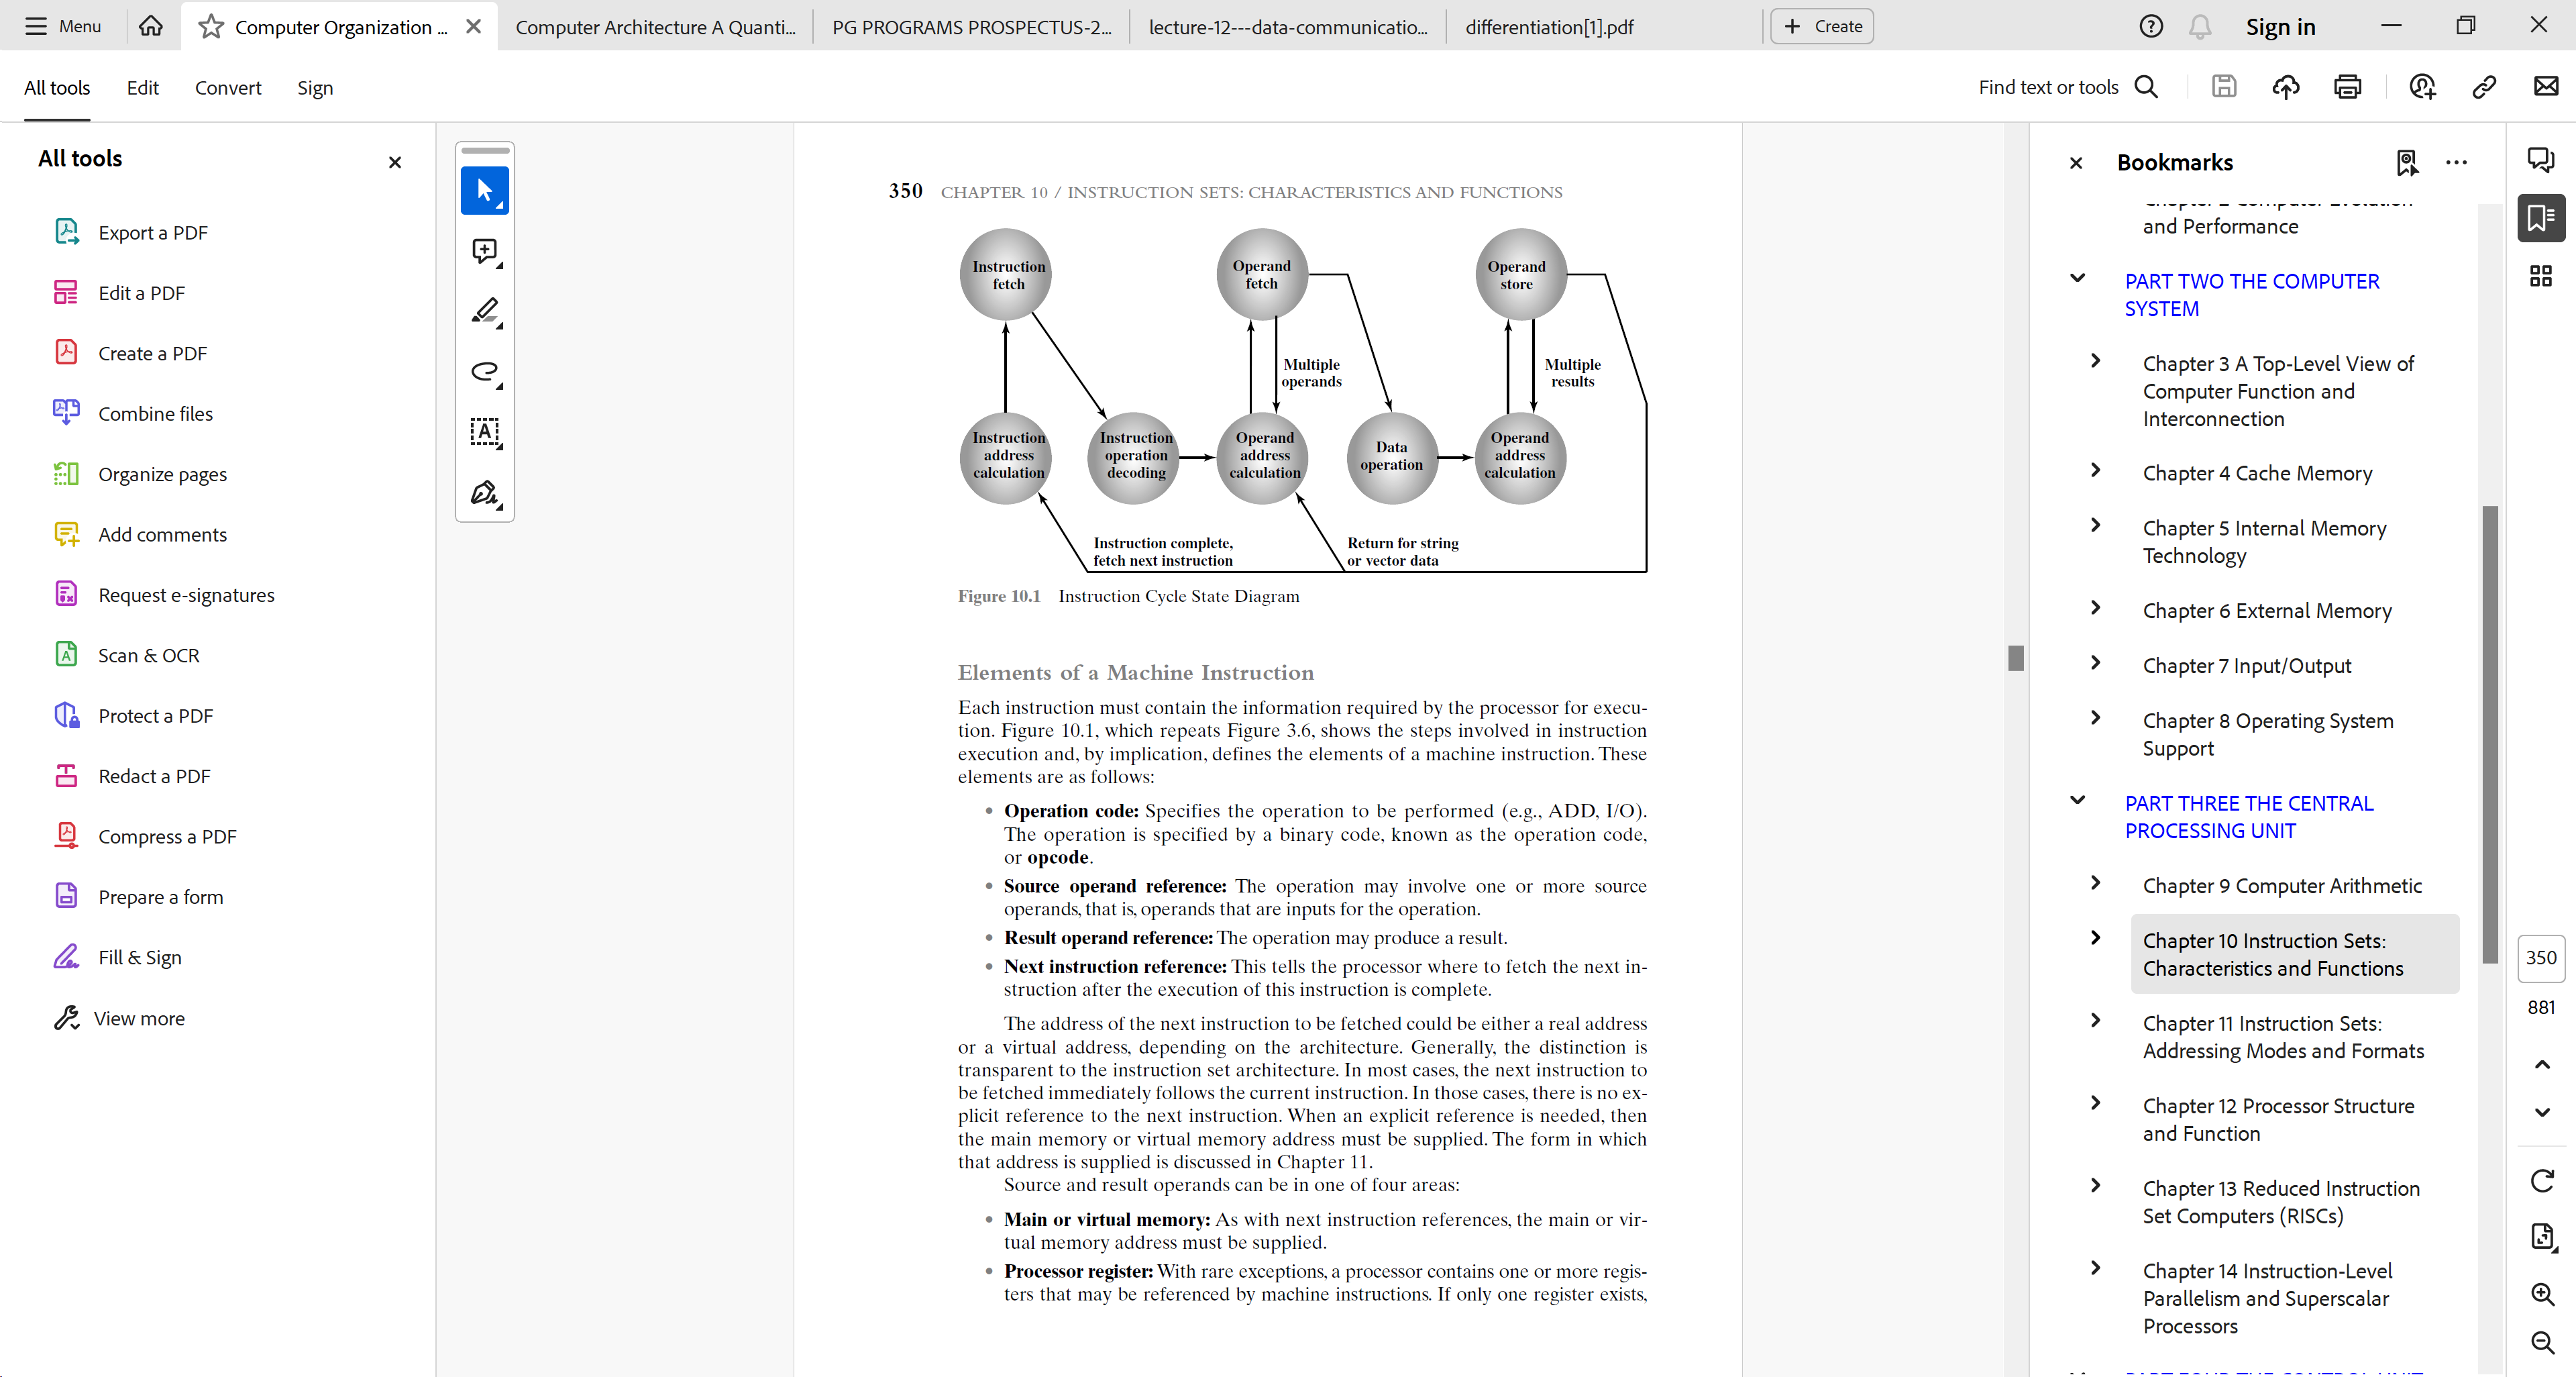 Menu
Computer Organization ...
Computer Architecture A Quanti...
PG PROGRAMS PROSPECTUS-2...
lecture-12---data-communicatio...
differentiation[1].pdf
Create
Sign in
All tools
Edit
Convert
Sign
Find text or tools
All tools
Export a PDF
Edit a PDF
Create a PDF
Combine files
Organize pages
Add comments
Request e-signatures
Scan & OCR
Protect a PDF
Redact a PDF
Compress a PDF
Prepare a form
Fill & Sign
View more
350 CHAPTER 10 / INSTRUCTION SETS: CHARACTERISTICS AND FUNCTIONS
Instruction
fetch
Operand
fetch
Operand
store
Multiple
operands
Multiple
results
Instruction
address
calculation
Instruction
operation
decoding
Operand
address
calculation
Data
operation
Operand
address
calculation
Instruction complete,
fetch next instruction
Return for string
or vector data
Figure 10.1 Instruction Cycle State Diagram
Elements of a Machine Instruction
Each instruction must contain the information required by the processor for execu-
tion. Figure 10.1, which repeats Figure 3.6, shows the steps involved in instruction
execution and, by implication, defines the elements of a machine instruction. These
elements are as follows:
• Operation code: Specifies the operation to be performed (e.g., ADD, I/O).
The operation is specified by a binary code, known as the operation code,
or opcode.
• Source operand reference: The operation may involve one or more source
operands, that is, operands that are inputs for the operation.
• Result operand reference: The operation may produce a result.
• Next instruction reference: This tells the processor where to fetch the next in-
struction after the execution of this instruction is complete.
The address of the next instruction to be fetched could be either a real address
or a virtual address, depending on the architecture. Generally, the distinction is
transparent to the instruction set architecture. In most cases, the next instruction to
be fetched immediately follows the current instruction. In those cases, there is no ex-
plicit reference to the next instruction. When an explicit reference is needed, then
the main memory or virtual memory address must be supplied. The form in which
that address is supplied is discussed in Chapter 11.
Source and result operands can be in one of four areas:
• Main or virtual memory: As with next instruction references, the main or vir-
tual memory address must be supplied.
• Processor register: With rare exceptions, a processor contains one or more regis-
ters that may be referenced by machine instructions. If only one register exists,
Bookmarks
Chapter 2 Computer Evolution
and Performance
PART TWO THE COMPUTER
SYSTEM
Chapter 3 A Top-Level View of
Computer Function and
Interconnection
Chapter 4 Cache Memory
Chapter 5 Internal Memory
Technology
Chapter 6 External Memory
Chapter 7 Input/Output
Chapter 8 Operating System
Support
PART THREE THE CENTRAL
PROCESSING UNIT
Chapter 9 Computer Arithmetic
Chapter 10 Instruction Sets:
Characteristics and Functions
Chapter 11 Instruction Sets:
Addressing Modes and Formats
Chapter 12 Processor Structure
and Function
Chapter 13 Reduced Instruction
Set Computers (RISCs)
Chapter 14 Instruction-Level
Parallelism and Superscalar
Processors
PART FOUR THE CONTROL UNIT
350
881